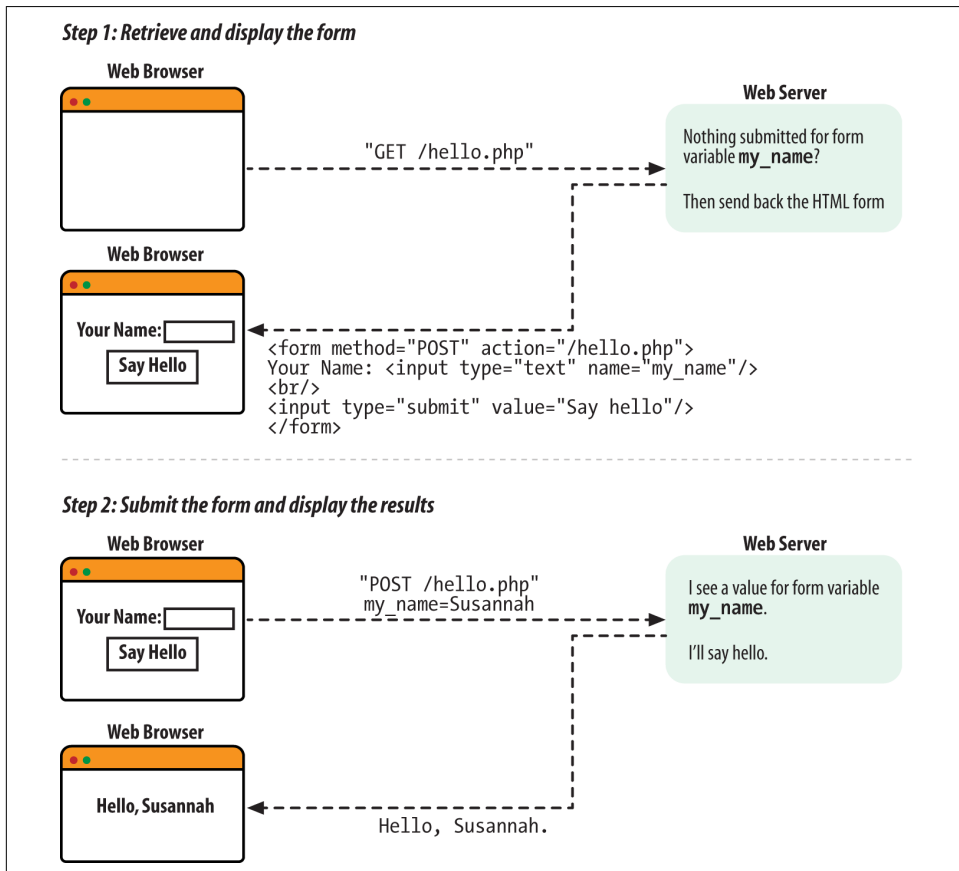 Step 1: Retrieve and display the form
Web Browser
Web Server
"GET /hello.php"
Nothing submitted for form
variable my_name?
Then send back the HTML form
Web Browser
Your Name:
Say Hello
<form method="POST" action="/hello.php">
Your Name: <input type="text" name="my_name"/>
<br/>
<input type="submit" value="Say hello"/>
</form>
Step 2: Submit the form and display the results
Web Browser
Web Server
"POST /hello.php"
my_name=Susannah
I see a value for form variable
my_name.
I'll say hello.
Your Name:
Say Hello
Web Browser
Hello, Susannah
Hello, Susannah.